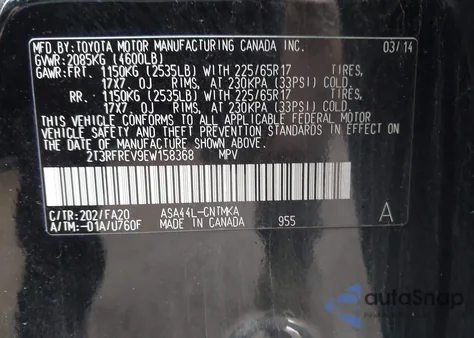 MFD.BY:TOYOTA MOTOR MANUFACTURING CANADA INC. 03/14
GVWR:2085KG (4600LB)
GAWR:FRT. 1150KG (2535LB) WITH 225/65R17 TIRES,
17X7 OJ RIMS, AT 230KPA (33PSI) COLD
RR. 1150KG (2535LB) WITH 225/65R17 TIRES,
17X7 OJ RIMS, AT 230KPA (33PSI) COLD
THIS VEHICLE CONFORMS TO ALL APPLICABLE FEDERAL MOTOR
VEHICLE SAFETY AND THEFT PREVENTION STANDARDS IN EFFECT ON
THE DATE OF MANUFACTURE SHOWN ABOVE.
2T3RFREV9EW158368 MPV
C/TR:202/FA20 ASA44L-CNTMKA
A/TM:-01A/U760F MADE IN CANADA 955 A
autoSnap